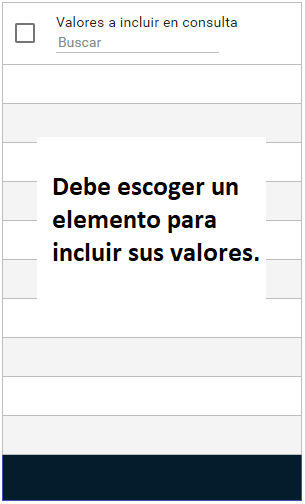 Valores a incluir en consulta
Buscar
Debe escoger un
elemento para
incluir sus valores.